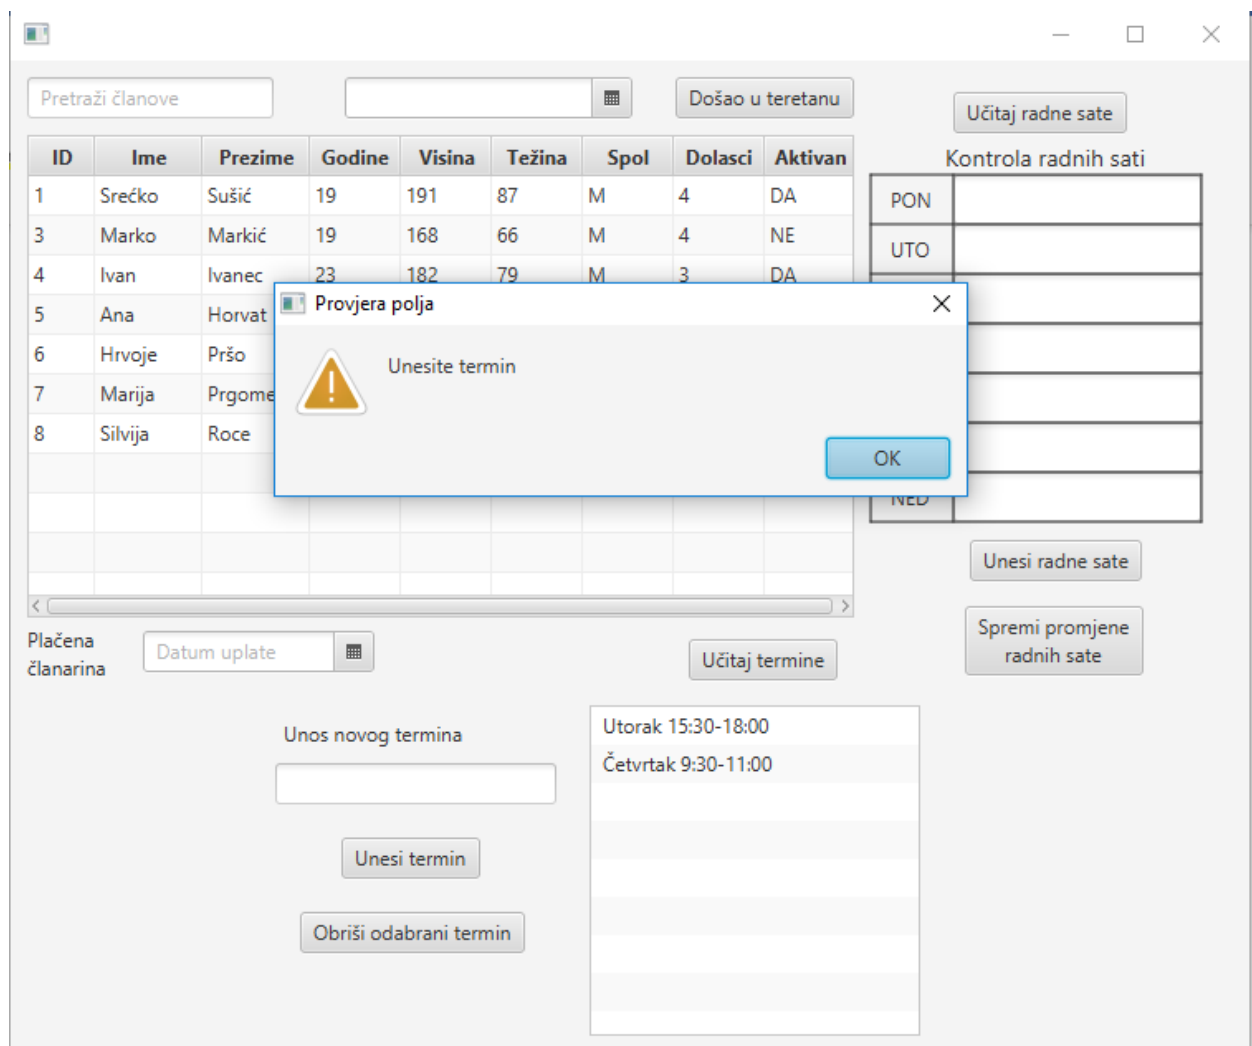 Pretraži članove
Došao u teretanu
Učitaj radne sate
ID Ime Prezime Godine Visina Težina Spol Dolasci Aktivan
1 Srećko Sušić 19 191 87 M 4 DA
3 Marko Markić 19 168 66 M 4 NE
4 Ivan Ivanec 23 182 79 M 3 DA
5 Ana Horvat
6 Hrvoje Pršo
7 Marija Prgome
8 Silvija Roce
Kontrola radnih sati
PON
UTO
NED
Provjera polja
Unesite termin
OK
Unesi radne sate
Spremi promjene
radnih sate
Plačena
članarina
Datum uplate
Učitaj termine
Unos novog termina
Unesi termin
Obriši odabrani termin
Utorak 15:30-18:00
Četvrtak 9:30-11:00